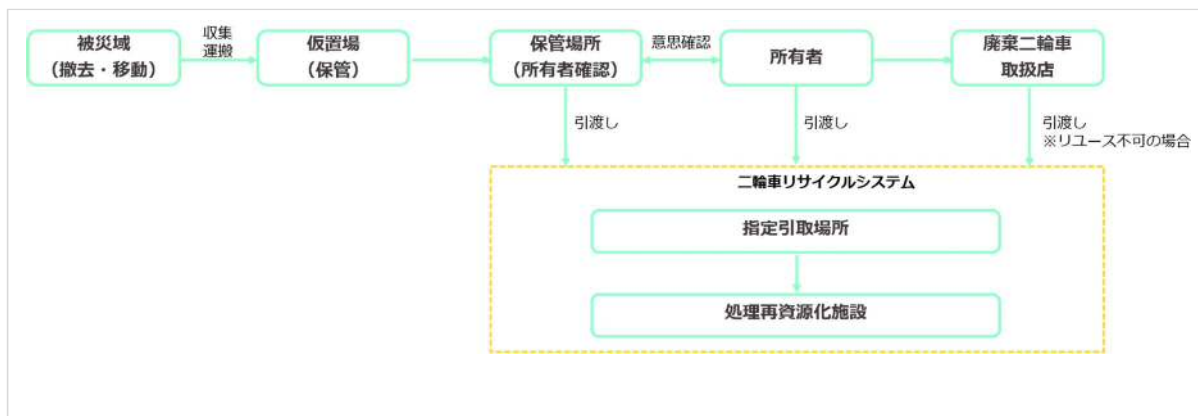 被災域
（撤去・移動）
収集
運搬
仮置場
（保管）
保管場所
（所有者確認）
意思確認
所有者
廃棄二輪車
取扱店
引渡し
引渡し
引渡し
※リユース不可の場合
二輪車リサイクルシステム
指定引取場所
処理再資源化施設